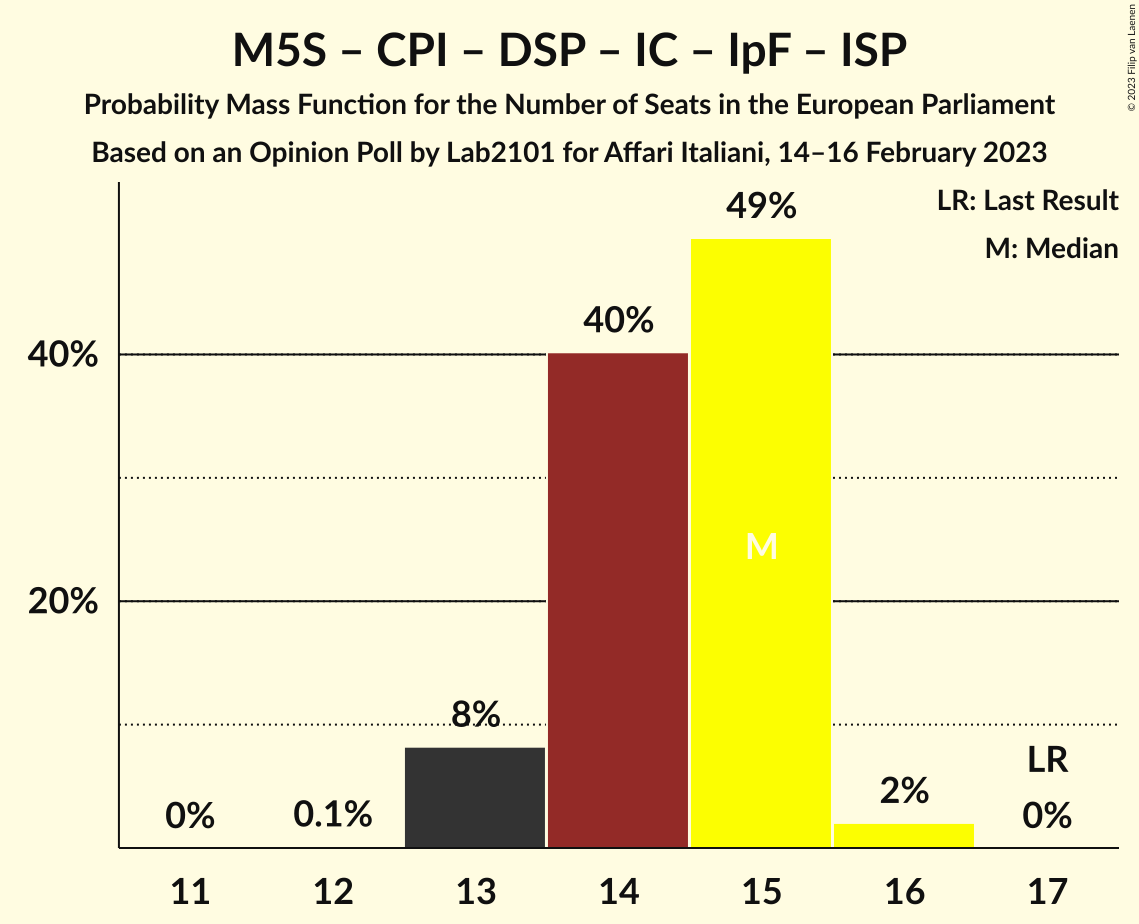 M5S – CPI – DSP – IC – IpF – ISP
Probability Mass Function for the Number of Seats in the European Parliament
Based on an Opinion Poll by Lab2101 for Affari Italiani, 14–16 February 2023
© 2023 Filip van Laenen
LR: Last Result
M: Median
40%
20%
0%
0.1%
8%
40%
49%
M
2%
LR
0%
11
12
13
14
15
16
17